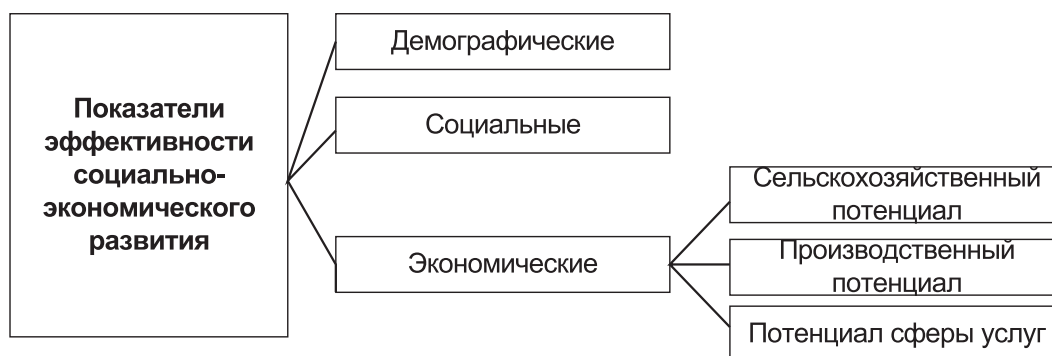 Показатели
эффективности
социально-
экономического
развития
Демографические
Социальные
Экономические
Сельскохозяйственный
потенциал
Производственный
потенциал
Потенциал сферы услуг